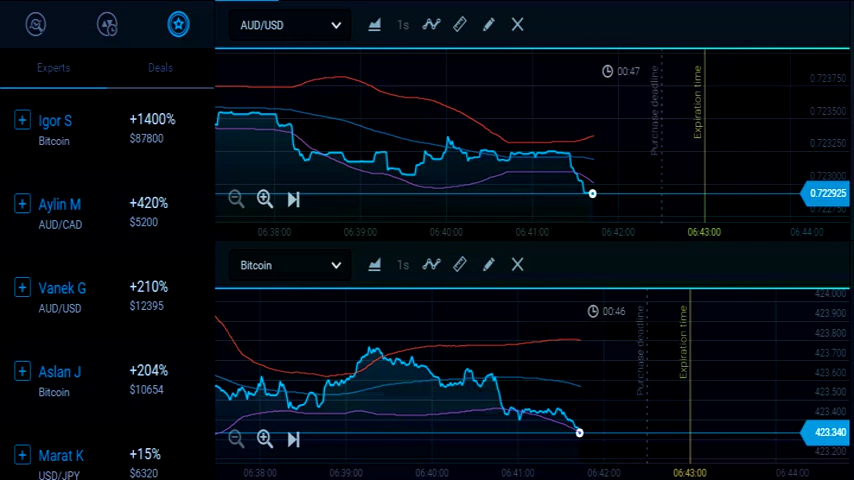 Experts Deals
Igor S +1400%
Bitcoin $87800
Aylin M +420%
AUD/CAD $5200
Vanek G +210%
AUD/USD $12395
Aslan J +204%
Bitcoin $10654
Marat K +15%
USD/JPY $6320
AUD/USD 1s
00:47
Purchase deadline
Expiration time
0.723750
0.723500
0.723250
0.723000
0.722925
0.722750
06:38:00 06:39:00 06:40:00 06:41:00 06:42:00 06:43:00 06:44:00
Bitcoin 1s
00:46
Purchase deadline
Expiration time
424.000
423.900
423.800
423.700
423.600
423.500
423.400
423.340
423.200
06:38:00 06:39:00 06:40:00 06:41:00 06:42:00 06:43:00 06:44:00